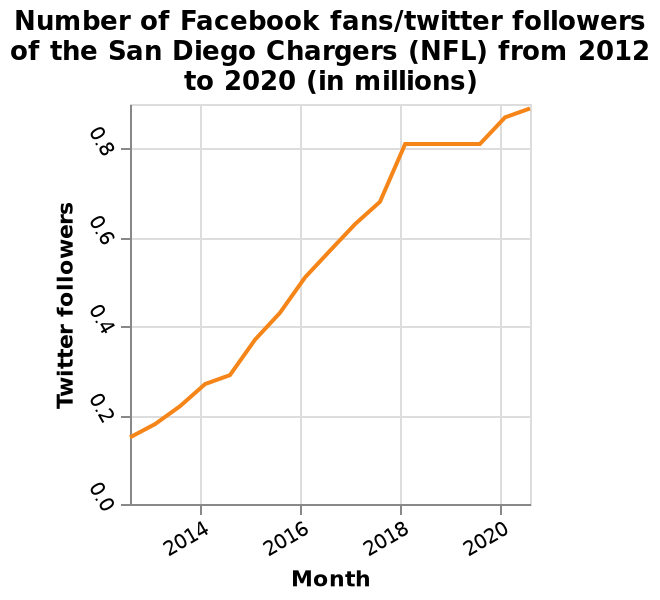 Number of Facebook fans/twitter followers
of the San Diego Chargers (NFL) from 2012
to 2020 (in millions)
0.8
0.6
0.4
0.2
0.0
Twitter followers
2014
2016
2018
2020
Month